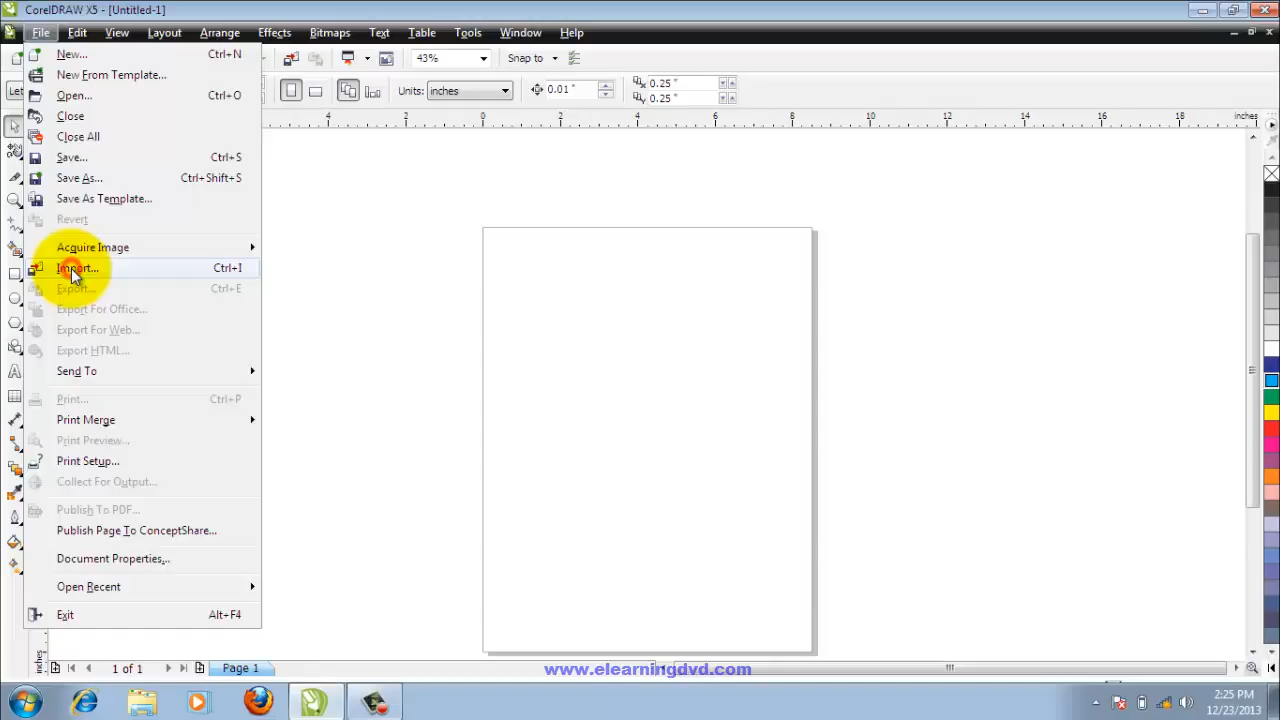 CorelDRAW X5 - [Untitled-1]
File Edit View Layout Arrange Effects Bitmaps Text Table Tools Window Help
43% Snap to
Let
Units: inches 0.01 " 0.25 "
0.25 "
New... Ctrl+N
New From Template...
Open... Ctrl+O
Close
Close All
Save... Ctrl+S
Save As... Ctrl+Shift+S
Save As Template...
Revert
Acquire Image
Import... Ctrl+I
Export... Ctrl+E
Export For Office...
Export For Web...
Export HTML...
Send To
Print... Ctrl+P
Print Merge
Print Preview...
Print Setup...
Collect For Output...
Publish To PDF...
Publish Page To ConceptShare...
Document Properties...
Open Recent
Exit Alt+F4
4 2 0 2 4 6 8 10 12 14 16 18 inches
inches
1 of 1 Page 1
www.elearningdvd.com
2:25 PM
12/23/2013